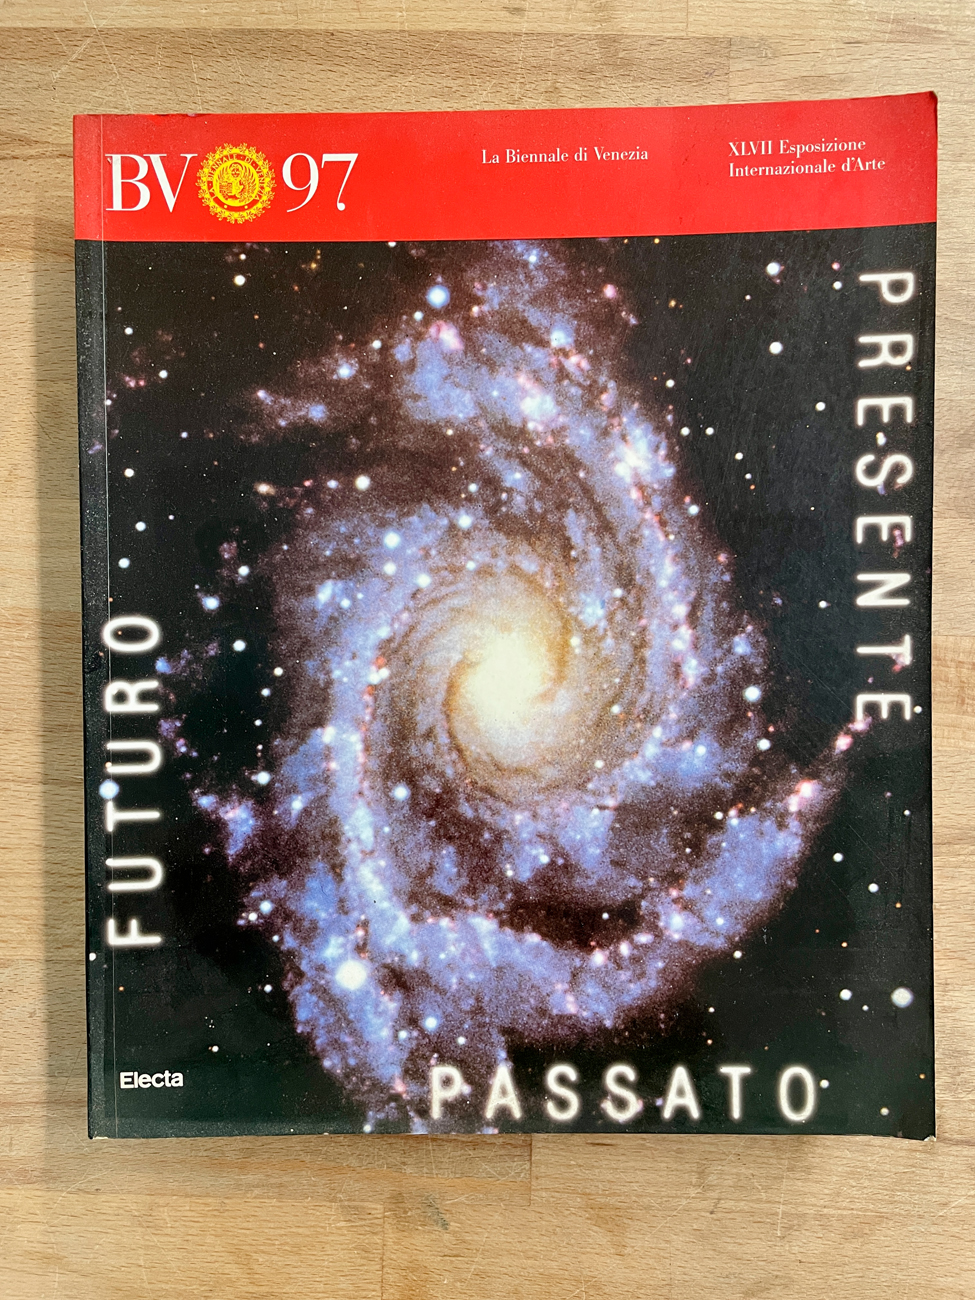 BV 97
La Biennale di Venezia
XLVII Esposizione
Internazionale d'Arte
PRESENTE
FUTURO
PASSATO
Electa